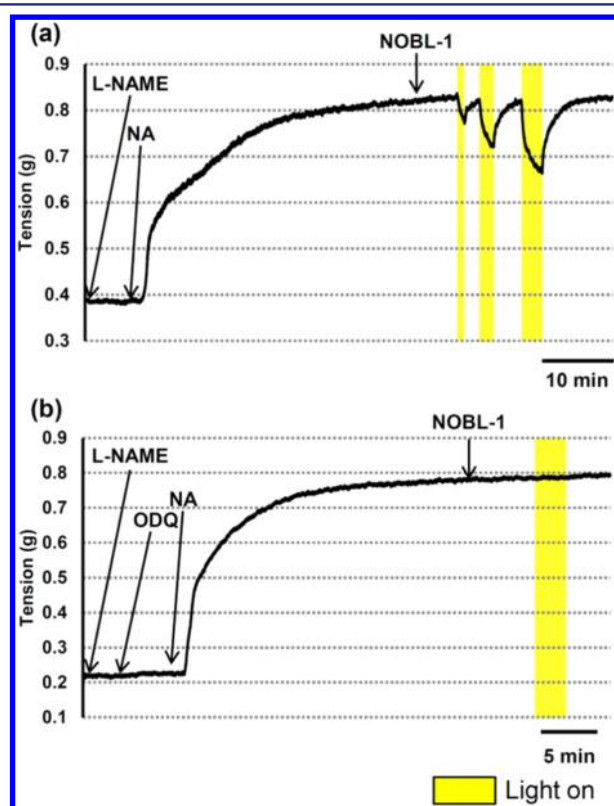 (a)
NOBL-1
0.9
L-NAME
0.8
NA
0.7
0.6
0.5
0.4
0.3
Tension (g)
10 min
(b)
NOBL-1
0.9
L-NAME
0.8
NA
ODQ
0.7
0.6
0.5
0.4
0.3
0.2
0.1
Tension (g)
5 min
Light on